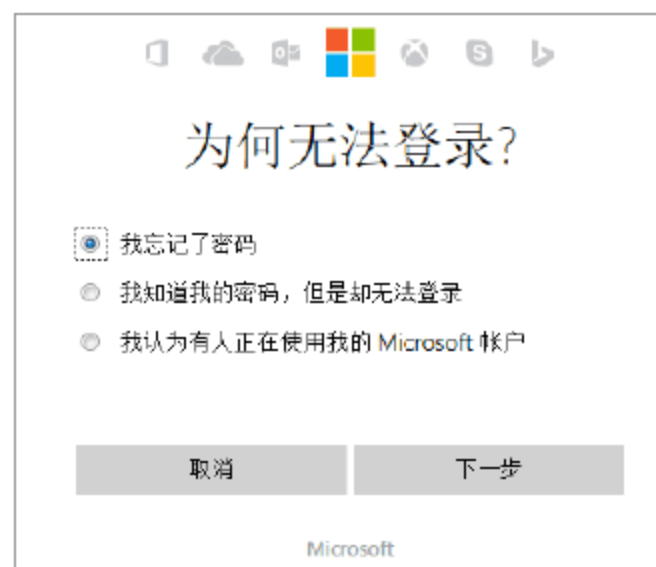 为何无法登录?
我忘记了密码
我知道我的密码，但是却无法登录
我认为有人正在使用我的 Microsoft 帐户
取消
下一步
Microsoft